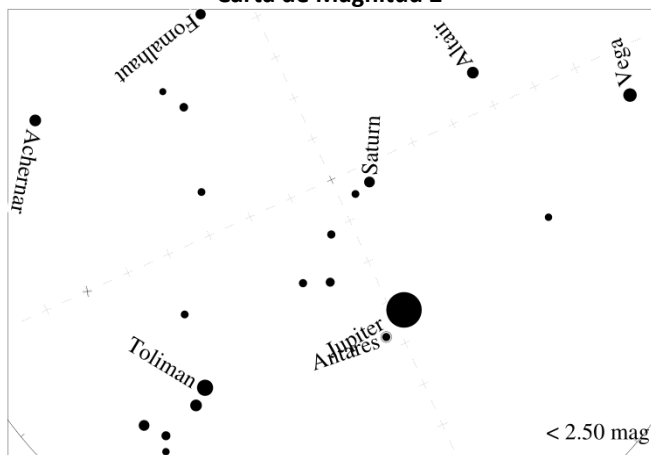 Carta de Magnitud 2
Fomalhaut
Altair
Vega
Achernar
Saturn
Jupiter
Antares
Toliman
< 2.50 mag